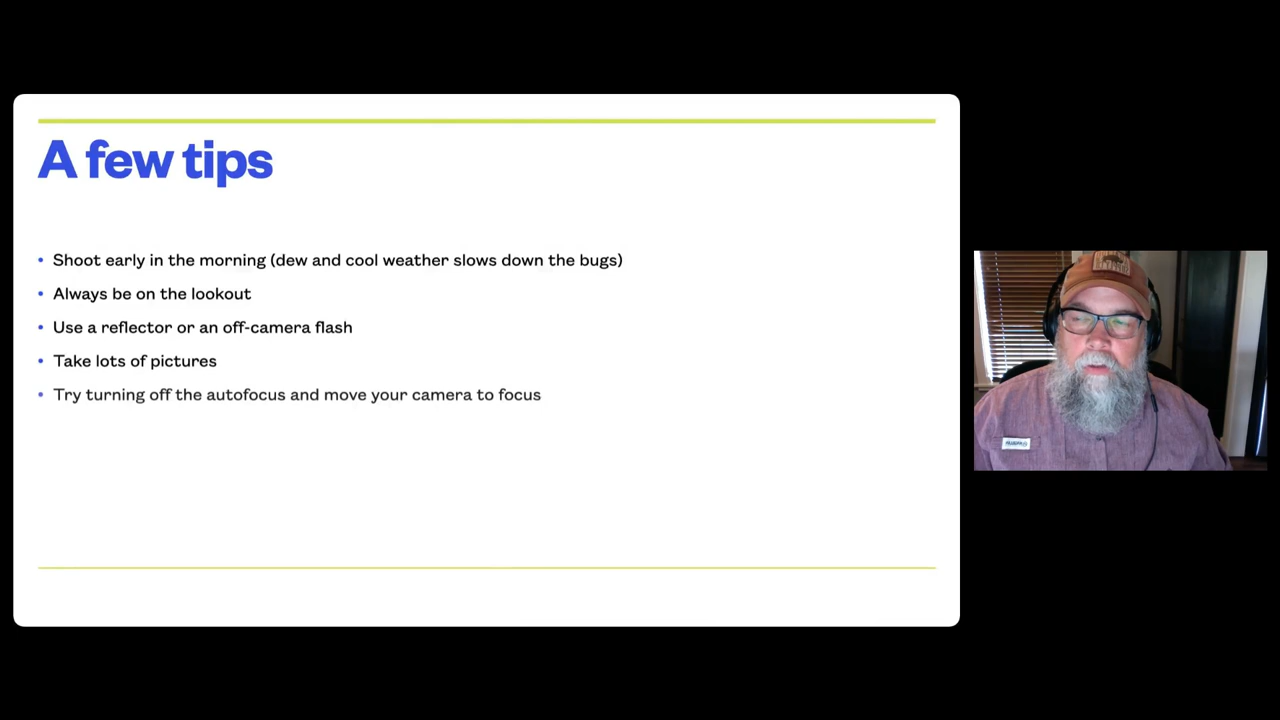 A few tips
• Shoot early in the morning (dew and cool weather slows down the bugs)
• Always be on the lookout
• Use a reflector or an off-camera flash
• Take lots of pictures
• Try turning off the autofocus and move your camera to focus